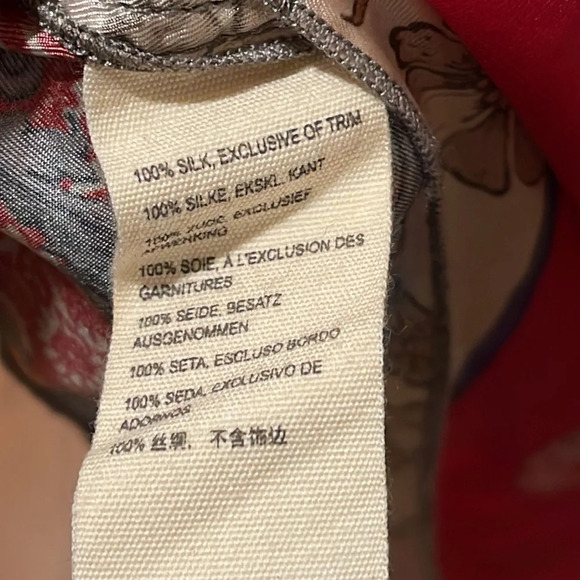 100% SILK, EXCLUSIVE OF TRIM
100% SILKE, EKSKL. KANT
100% ZIJDE, EXCLUSIEF
AFWERKING
100% SOIE, À L'EXCLUSION DES
GARNITURES
100% SEIDE, BESATZ
AUSGENOMMEN
100% SETA, ESCLUSO BORDO
100% SEDA, EXCLUSIVO DE
ADORNOS
100% 丝绸, 不含饰边